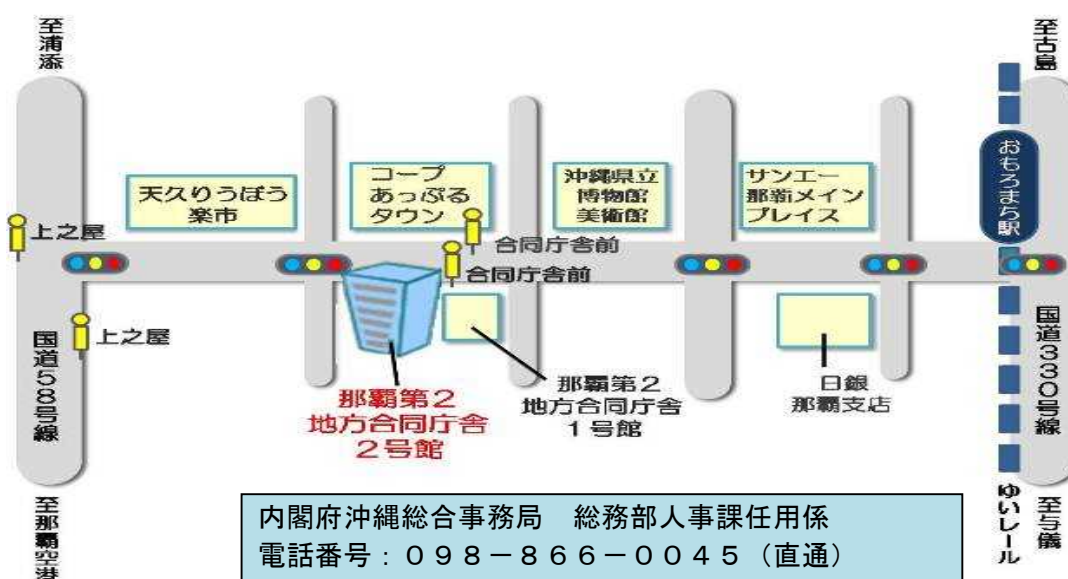 至浦添
至古島
おもろまち駅
天久りうぼう
楽市
コープ
あっぷる
タウン
沖縄県立
博物館
美術館
サンエー
那覇メイン
プレイス
上之屋
合同庁舎前
合同庁舎前
上之屋
国道58号線
国道330号線
那覇第2
地方合同庁舎
2号館
那覇第2
地方合同庁舎
1号館
日銀
那覇支店
至那覇空港
ゆいレール
至与儀
内閣府沖縄総合事務局　総務部人事課任用係
電話番号：０９８－８６６－００４５（直通）